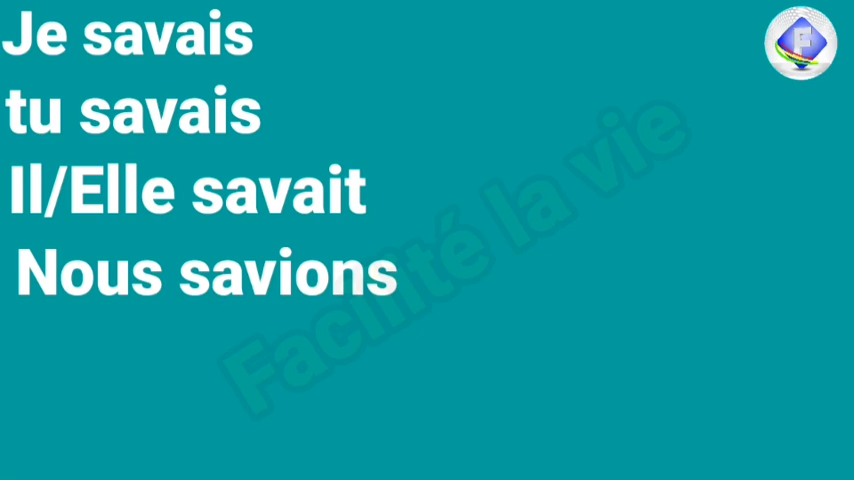 Je savais
tu savais
Il/Elle savait
Nous savions
Facilité la vie
F